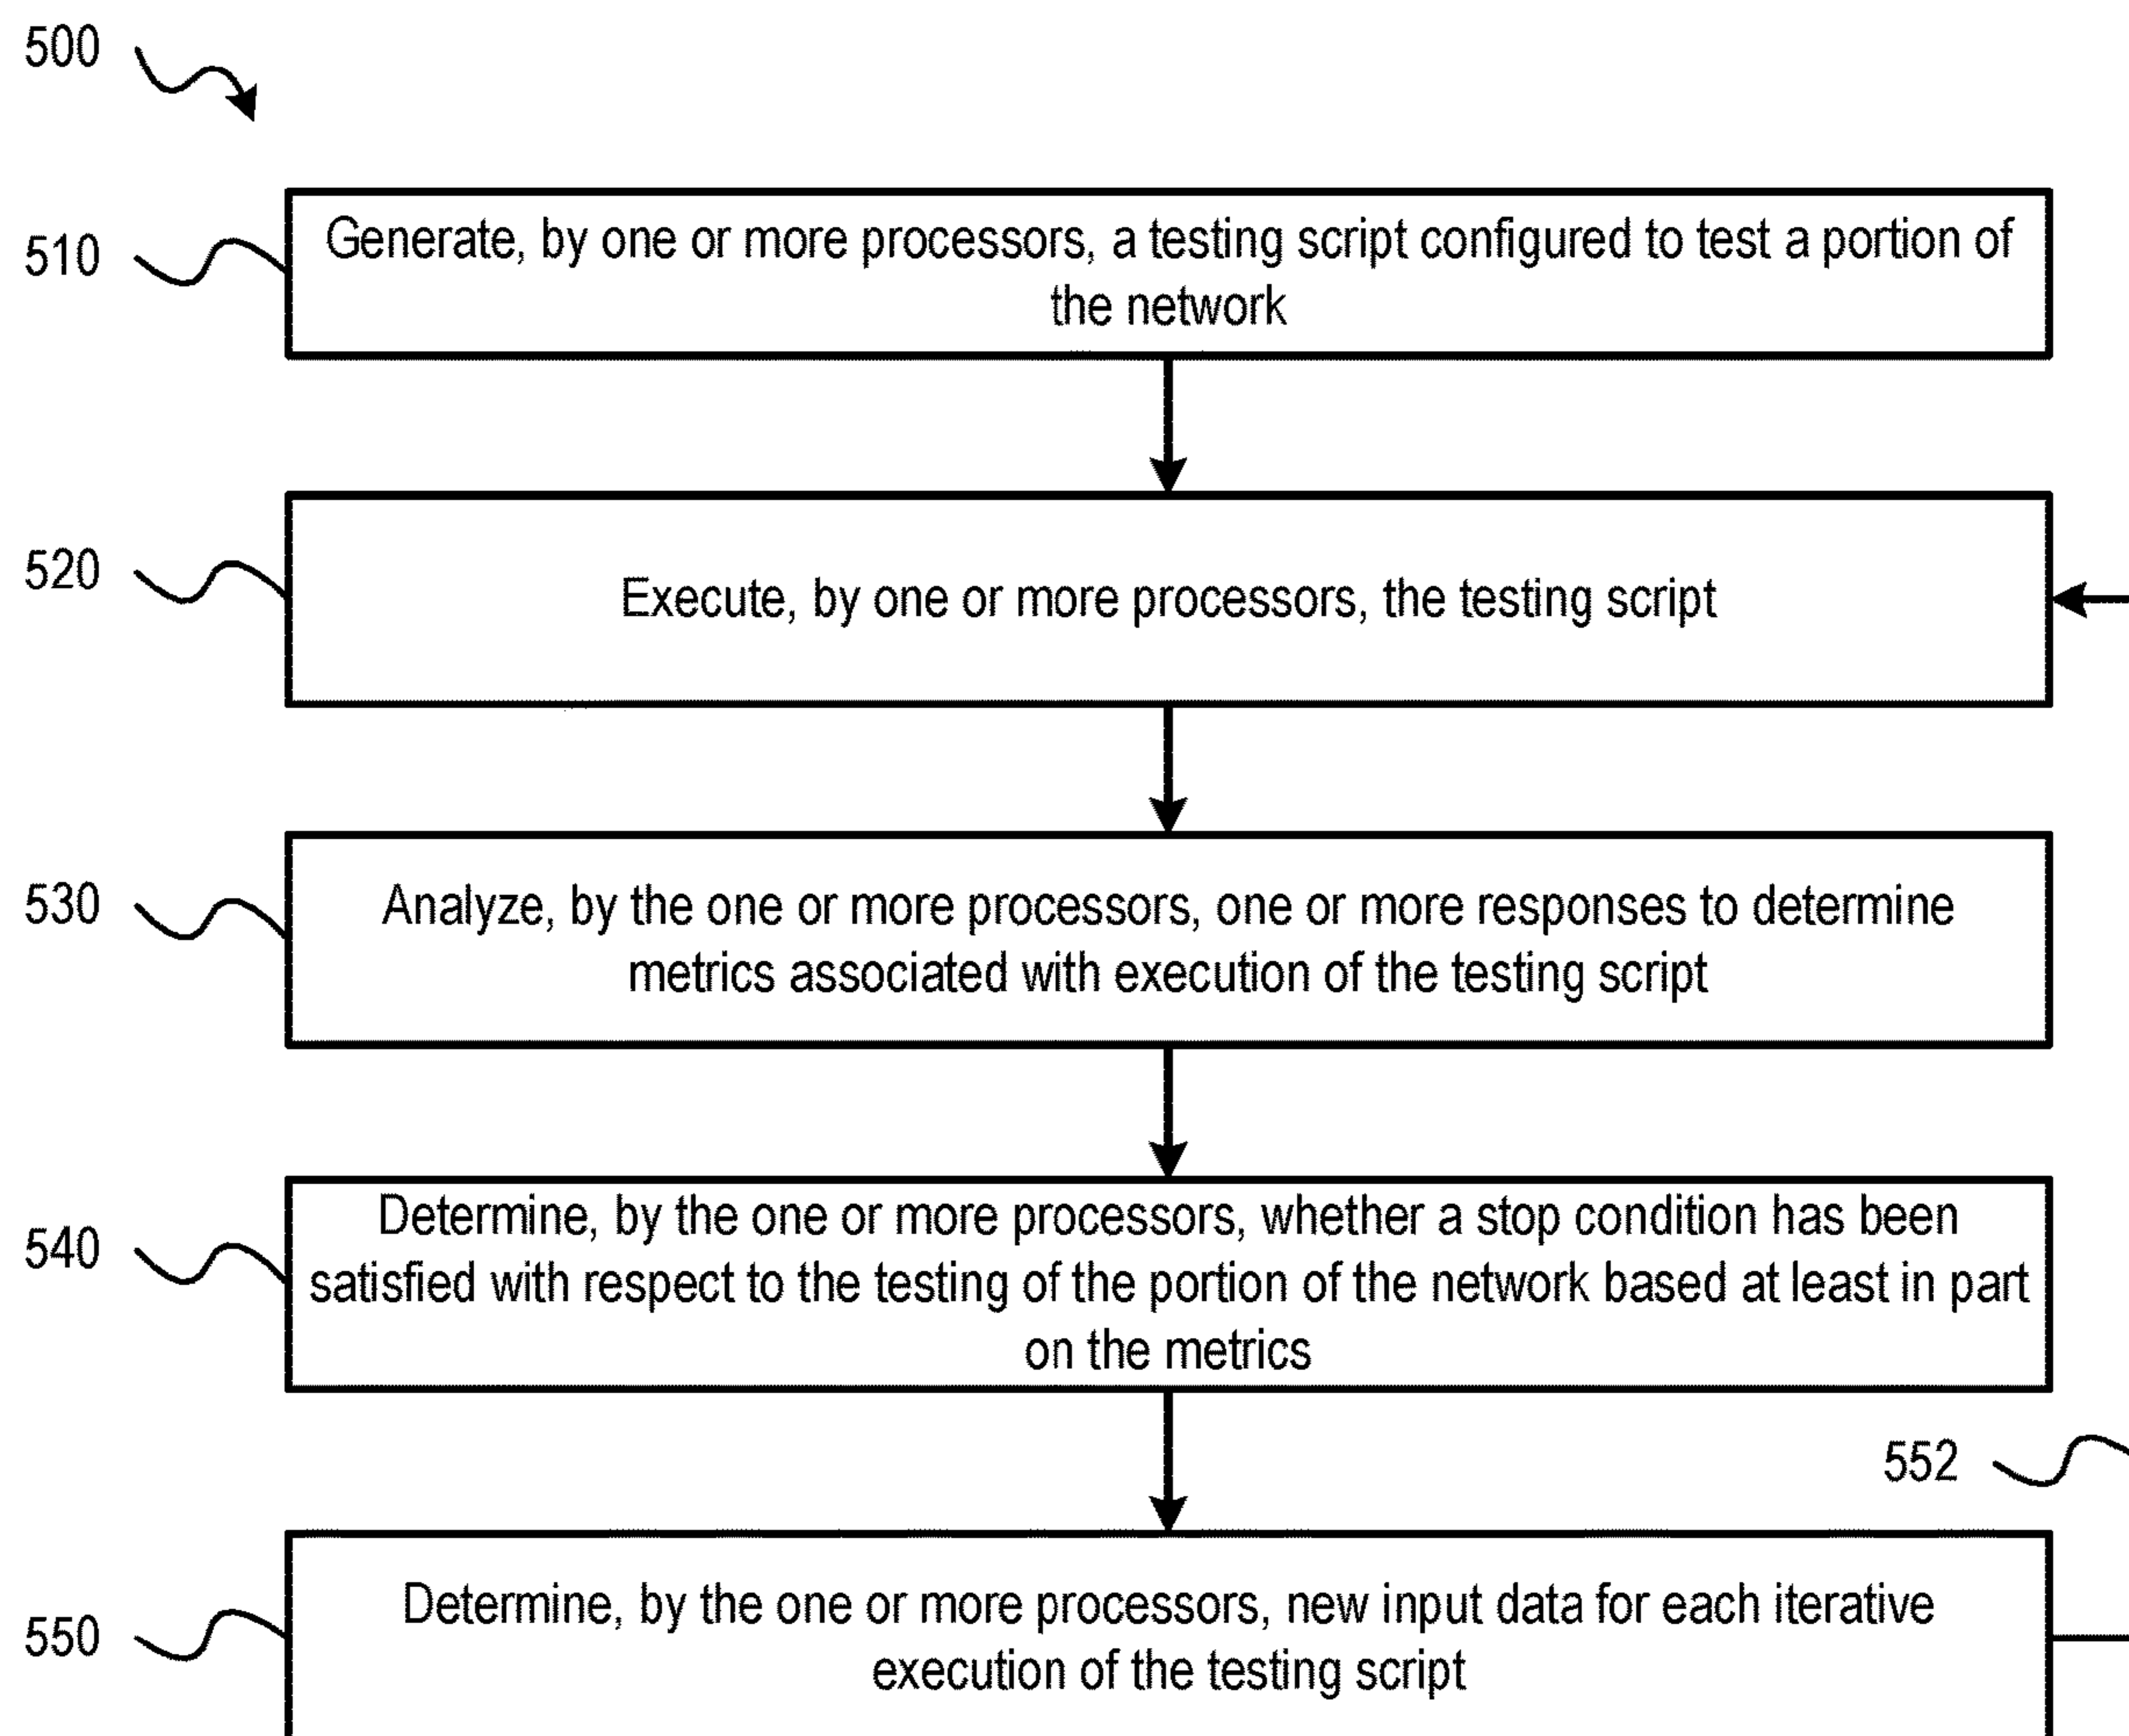 500
510
Generate, by one or more processors, a testing script configured to test a portion of
the network
520
Execute, by one or more processors, the testing script
530
Analyze, by the one or more processors, one or more responses to determine
metrics associated with execution of the testing script
540
Determine, by the one or more processors, whether a stop condition has been
satisfied with respect to the testing of the portion of the network based at least in part
on the metrics
552
550
Determine, by the one or more processors, new input data for each iterative
execution of the testing script